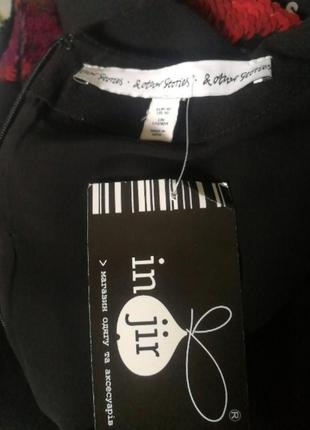 & other stories · & other stories · & other stories
in
jir
> магазин одягу та аксесуарів
®